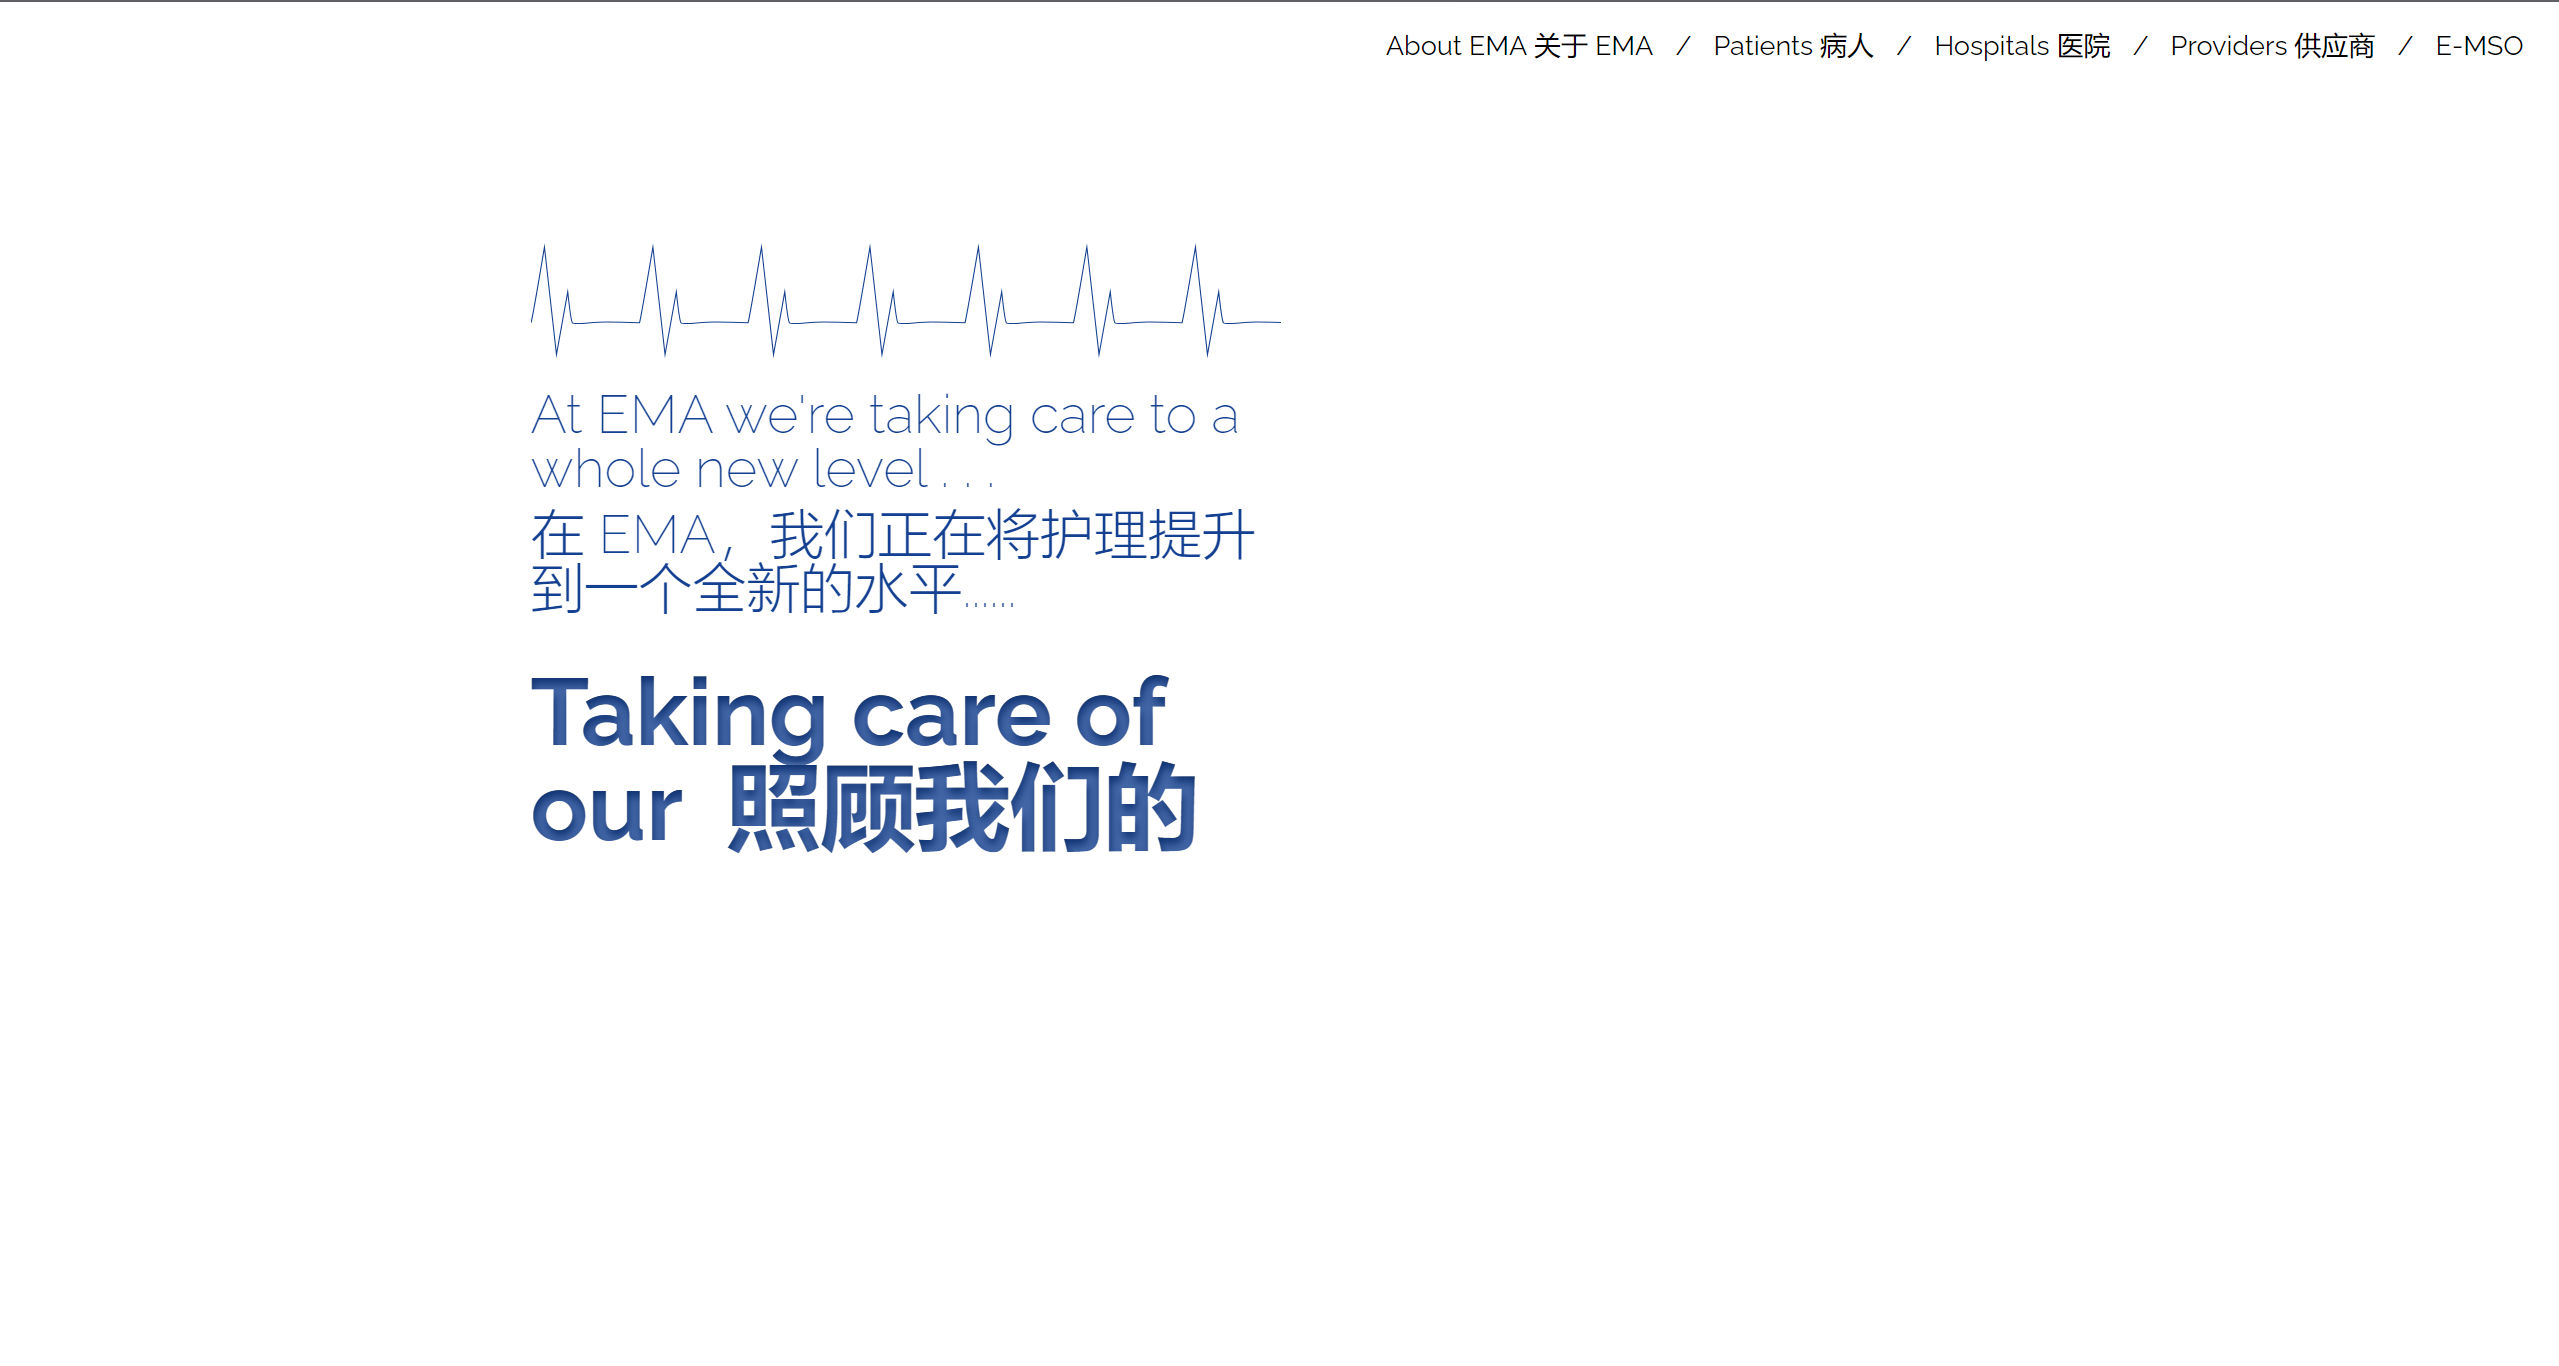 About EMA 关于 EMA / Patients 病人 / Hospitals 医院 / Providers 供应商 / E-MSO
At EMA we're taking care to a
whole new level . . .
在 EMA，我们正在将护理提升
到一个全新的水平......
Taking care of
our 照顾我们的